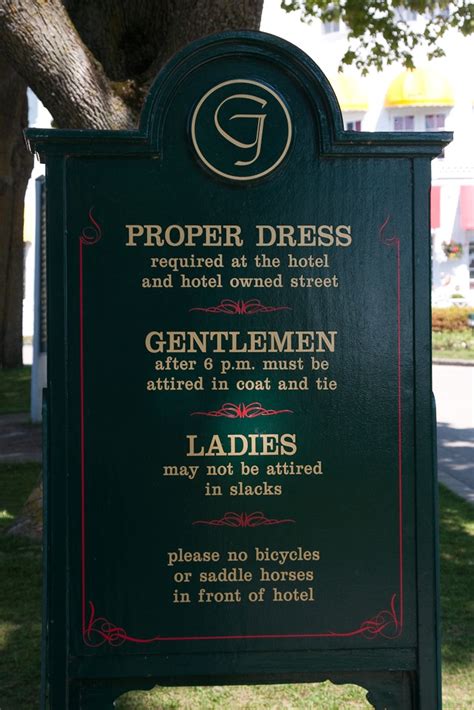 G
PROPER DRESS
required at the hotel
and hotel owned street
GENTLEMEN
after 6 p.m. must be
attired in coat and tie
LADIES
may not be attired
in slacks
please no bicycles
or saddle horses
in front of hotel